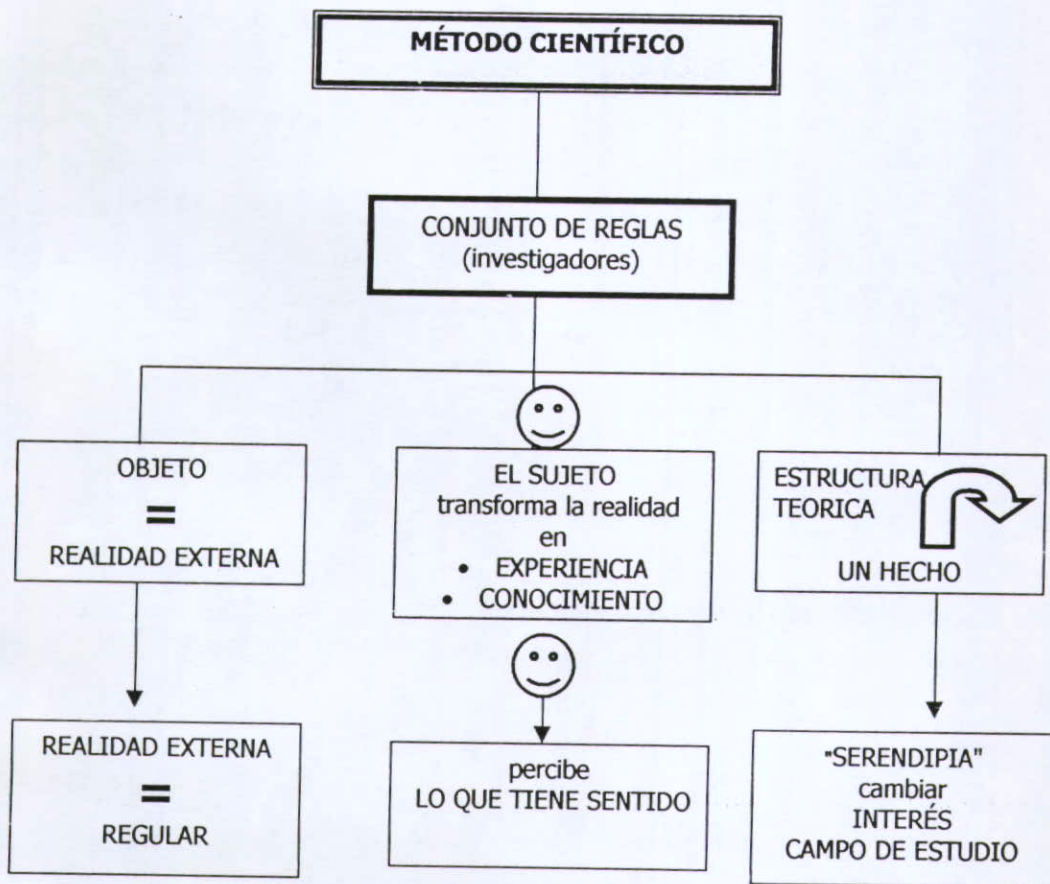 MÉTODO CIENTÍFICO
CONJUNTO DE REGLAS
(investigadores)
OBJETO
=
REALIDAD EXTERNA
EL SUJETO
transforma la realidad
en
• EXPERIENCIA
• CONOCIMIENTO
ESTRUCTURA
TEORICA
UN HECHO
REALIDAD EXTERNA
=
REGULAR
percibe
LO QUE TIENE SENTIDO
"SERENDIPIA"
cambiar
INTERÉS
CAMPO DE ESTUDIO